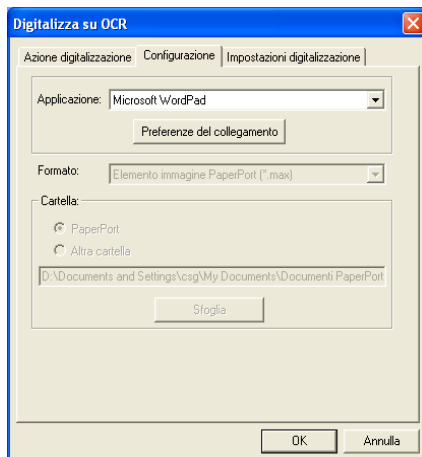 Digitalizza su OCR
Azione digitalizzazione Configurazione Impostazioni digitalizzazione
Applicazione: Microsoft WordPad
Preferenze del collegamento
Formato: Elemento immagine PaperPort (*.max)
Cartella:
PaperPort
Altra cartella
D:\Documents and Settings\csg\My Documents\Documenti PaperPort
Sfoglia
OK Annulla